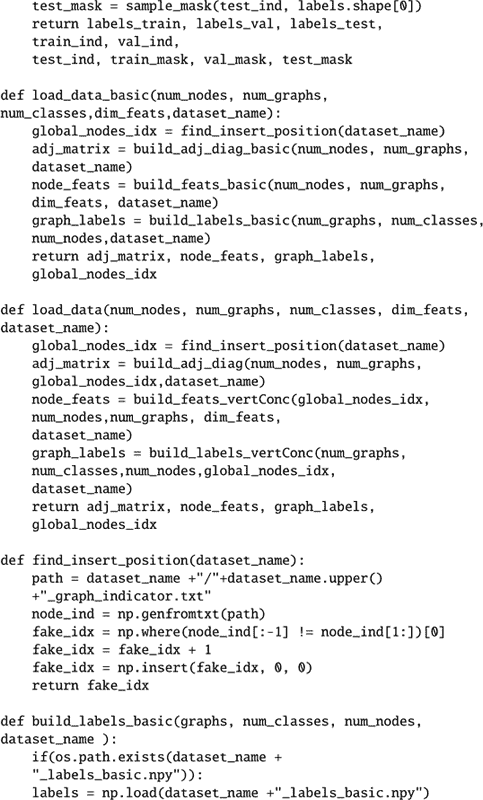 test_mask = sample_mask(test_ind, labels.shape[0])
    return labels_train, labels_val, labels_test,
    train_ind, val_ind,
    test_ind, train_mask, val_mask, test_mask

def load_data_basic(num_nodes, num_graphs,
num_classes,dim_feats,dataset_name):
    global_nodes_idx = find_insert_position(dataset_name)
    adj_matrix = build_adj_diag_basic(num_nodes, num_graphs,
    dataset_name)
    node_feats = build_feats_basic(num_nodes, num_graphs,
    dim_feats, dataset_name)
    graph_labels = build_labels_basic(num_graphs, num_classes,
    num_nodes,dataset_name)
    return adj_matrix, node_feats, graph_labels,
    global_nodes_idx

def load_data(num_nodes, num_graphs, num_classes, dim_feats,
dataset_name):
    global_nodes_idx = find_insert_position(dataset_name)
    adj_matrix = build_adj_diag(num_nodes, num_graphs,
    global_nodes_idx,dataset_name)
    node_feats = build_feats_vertConc(global_nodes_idx,
    num_nodes,num_graphs, dim_feats,
    dataset_name)
    graph_labels = build_labels_vertConc(num_graphs,
    num_classes,num_nodes,global_nodes_idx,
    dataset_name)
    return adj_matrix, node_feats, graph_labels,
    global_nodes_idx

def find_insert_position(dataset_name):
    path = dataset_name +"/"+dataset_name.upper()
    +"_graph_indicator.txt"
    node_ind = np.genfromtxt(path)
    fake_idx = np.where(node_ind[:-1] != node_ind[1:])[0]
    fake_idx = fake_idx + 1
    fake_idx = np.insert(fake_idx, 0, 0)
    return fake_idx

def build_labels_basic(graphs, num_classes, num_nodes,
dataset_name ):
    if(os.path.exists(dataset_name +
    "_labels_basic.npy")):
    labels = np.load(dataset_name +"_labels_basic.npy")